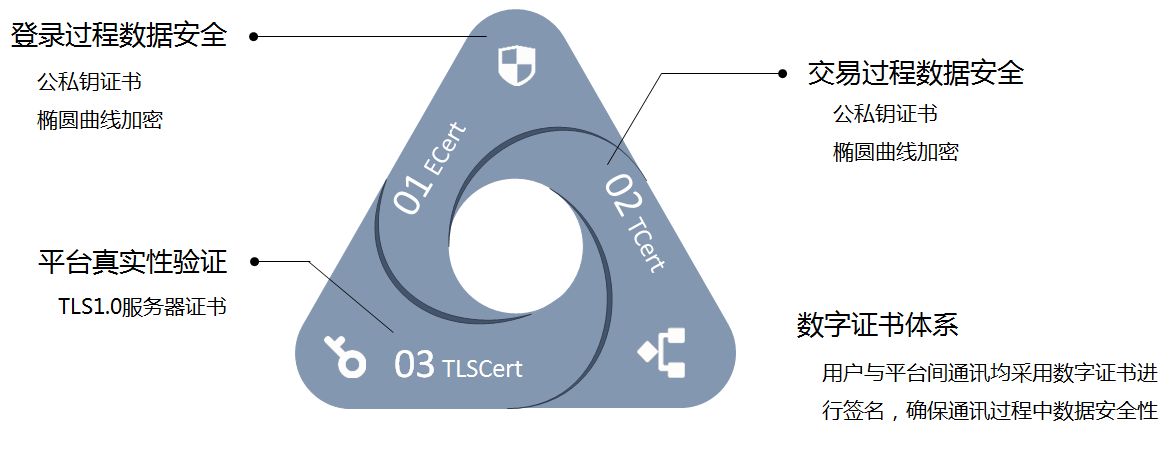 登录过程数据安全
公私钥证书
椭圆曲线加密
交易过程数据安全
公私钥证书
椭圆曲线加密
01 ECert
02 TCert
平台真实性验证
TLS1.0服务器证书
03 TLSCert
数字证书体系
用户与平台间通讯均采用数字证书进
行签名，确保通讯过程中数据安全性